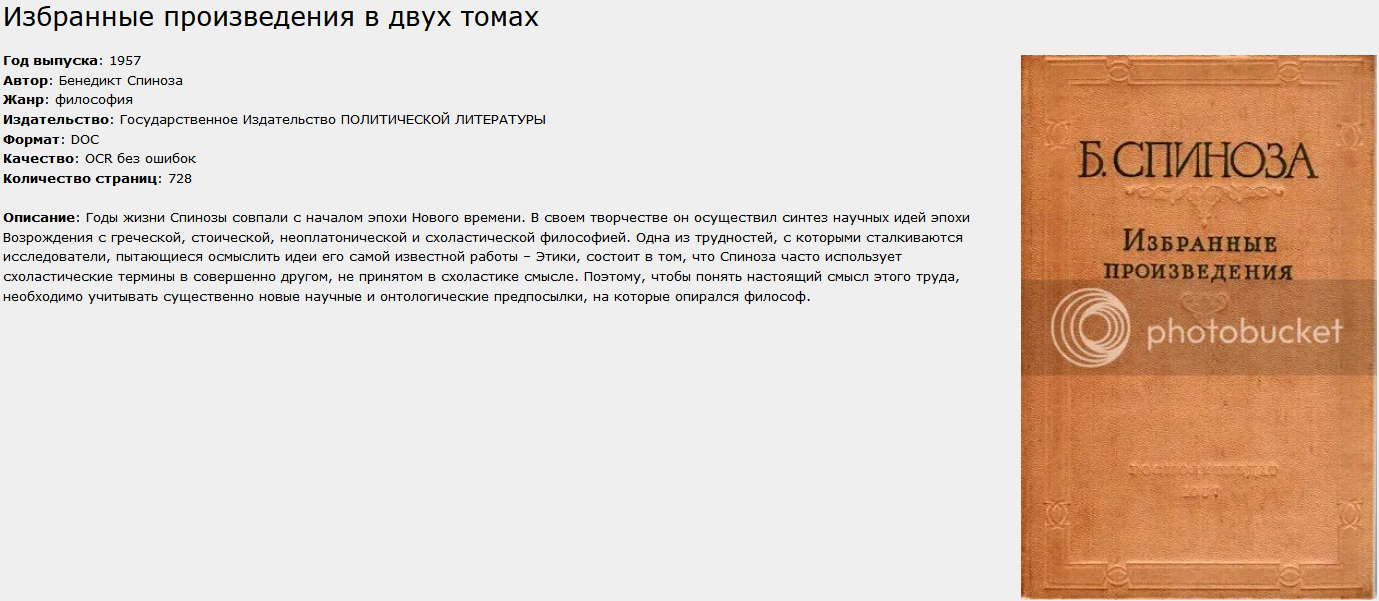 Избранные произведения в двух томах
Год выпуска: 1957
Автор: Бенедикт Спиноза
Жанр: философия
Издательство: Государственное Издательство ПОЛИТИЧЕСКОЙ ЛИТЕРАТУРЫ
Формат: DOC
Качество: OCR без ошибок
Количество страниц: 728
Описание: Годы жизни Спинозы совпали с началом эпохи Нового времени. В своем творчестве он осуществил синтез научных идей эпохи
Возрождения с греческой, стоической, неоплатонической и схоластической философией. Одна из трудностей, с которыми сталкиваются
исследователи, пытающиеся осмыслить идеи его самой известной работы – Этики, состоит в том, что Спиноза часто использует
схоластические термины в совершенно другом, не принятом в схоластике смысле. Поэтому, чтобы понять настоящий смысл этого труда,
необходимо учитывать существенно новые научные и онтологические предпосылки, на которые опирался философ.
Б. СПИНОЗА
ИЗБРАННЫЕ
ПРОИЗВЕДЕНИЯ
photobucket
ГОСПОЛИТИЗДАТ
1957